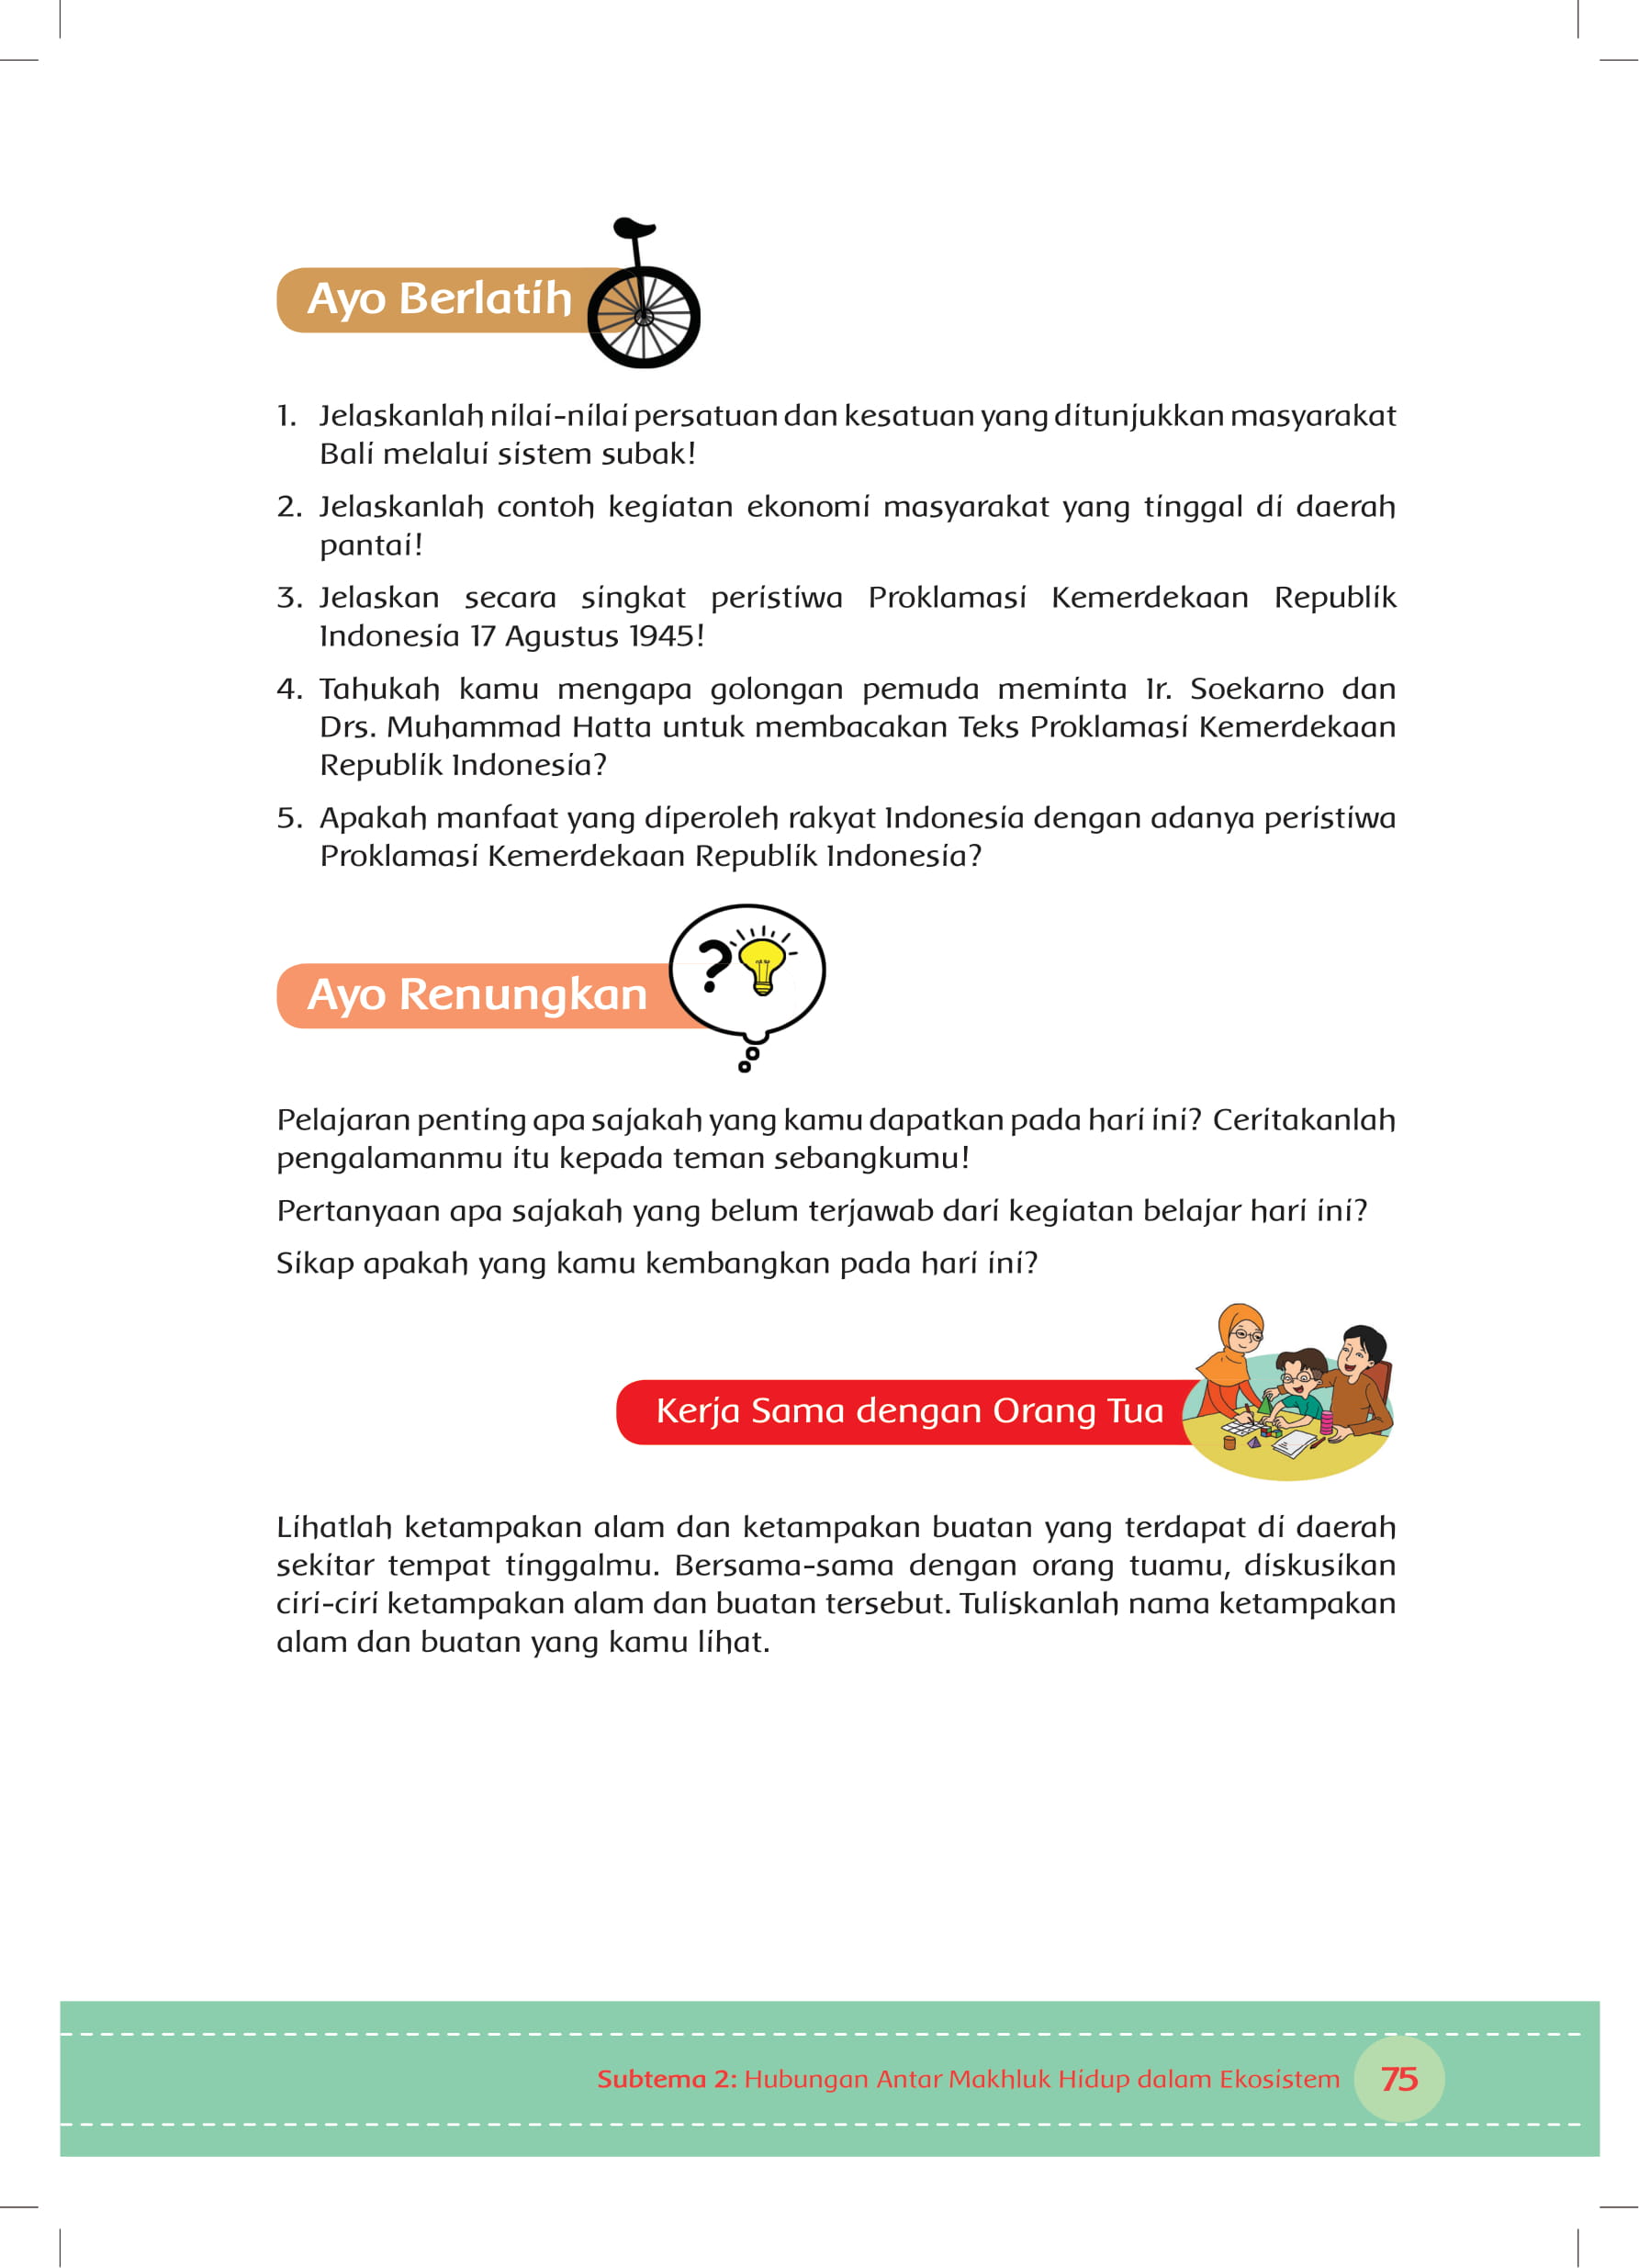 Ayo Berlatih
1. Jelaskanlah nilai-nilai persatuan dan kesatuan yang ditunjukkan masyarakat
Bali melalui sistem subak!
2. Jelaskanlah contoh kegiatan ekonomi masyarakat yang tinggal di daerah
pantai!
3. Jelaskan secara singkat peristiwa Proklamasi Kemerdekaan Republik
Indonesia 17 Agustus 1945!
4. Tahukah kamu mengapa golongan pemuda meminta Ir. Soekarno dan
Drs. Muhammad Hatta untuk membacakan Teks Proklamasi Kemerdekaan
Republik Indonesia?
5. Apakah manfaat yang diperoleh rakyat Indonesia dengan adanya peristiwa
Proklamasi Kemerdekaan Republik Indonesia?
?
Ayo Renungkan
Pelajaran penting apa sajakah yang kamu dapatkan pada hari ini? Ceritakanlah
pengalamanmu itu kepada teman sebangkumu!
Pertanyaan apa sajakah yang belum terjawab dari kegiatan belajar hari ini?
Sikap apakah yang kamu kembangkan pada hari ini?
Kerja Sama dengan Orang Tua
Lihatlah ketampakan alam dan ketampakan buatan yang terdapat di daerah
sekitar tempat tinggalmu. Bersama-sama dengan orang tuamu, diskusikan
ciri-ciri ketampakan alam dan buatan tersebut. Tuliskanlah nama ketampakan
alam dan buatan yang kamu lihat.
Subtema 2: Hubungan Antar Makhluk Hidup dalam Ekosistem 75